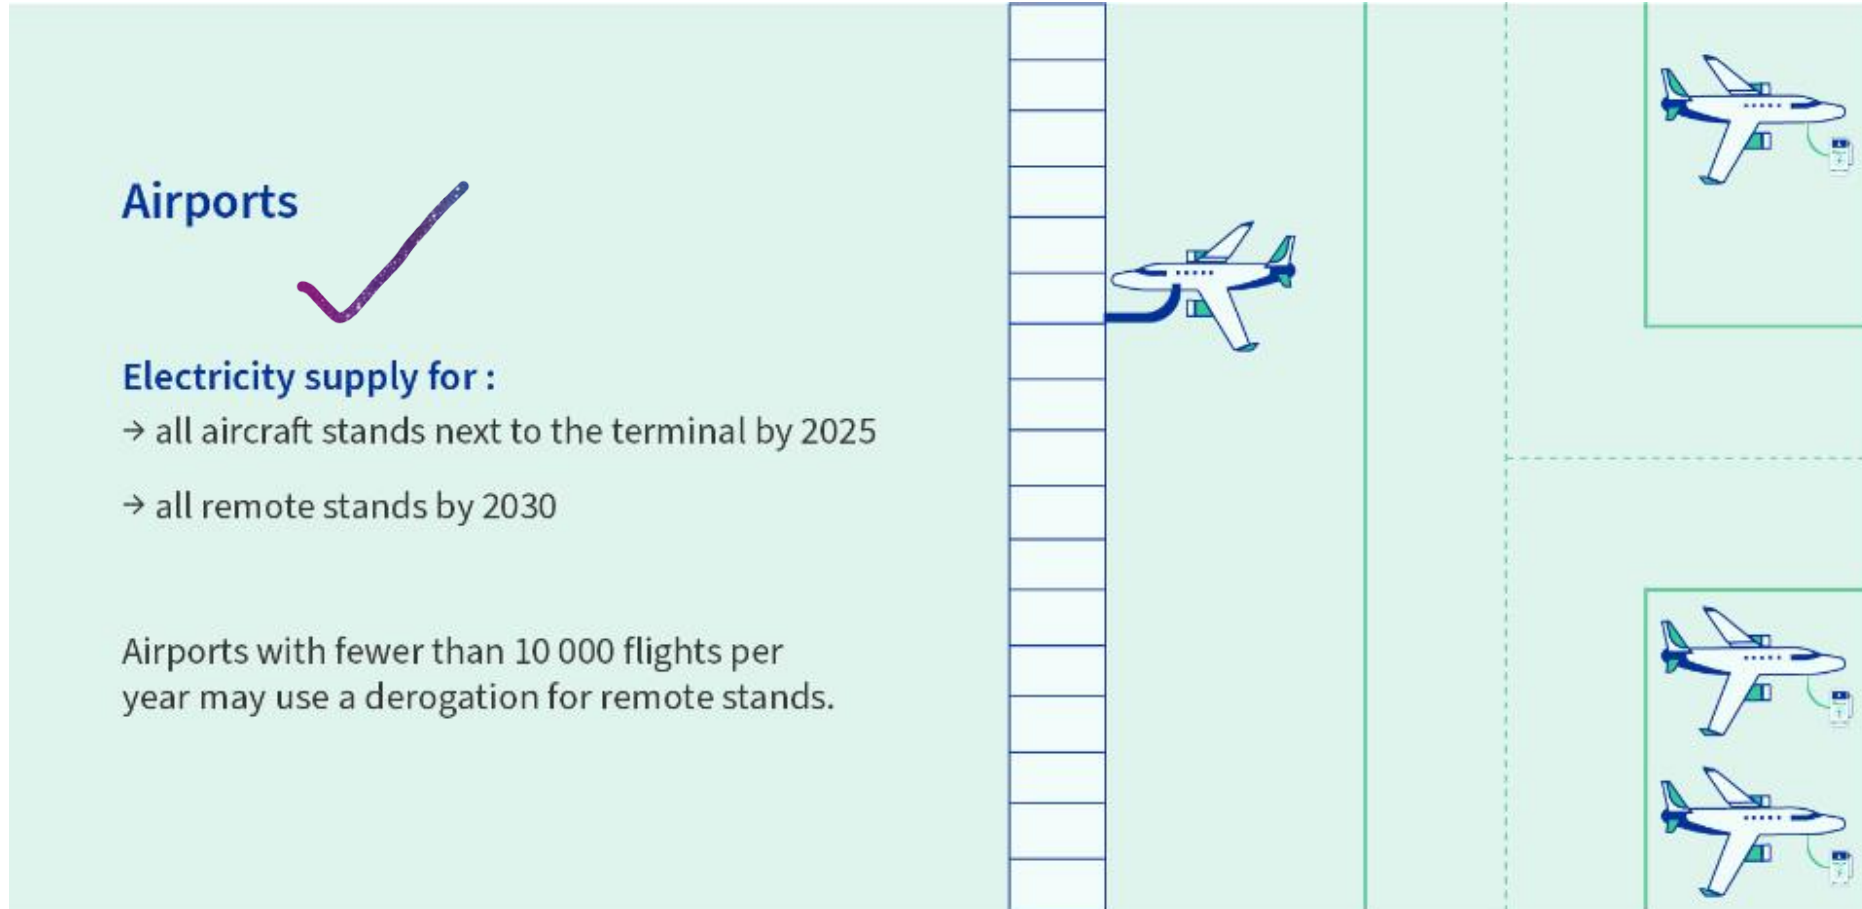 Airports
Electricity supply for :
→ all aircraft stands next to the terminal by 2025
→ all remote stands by 2030
Airports with fewer than 10 000 flights per
year may use a derogation for remote stands.